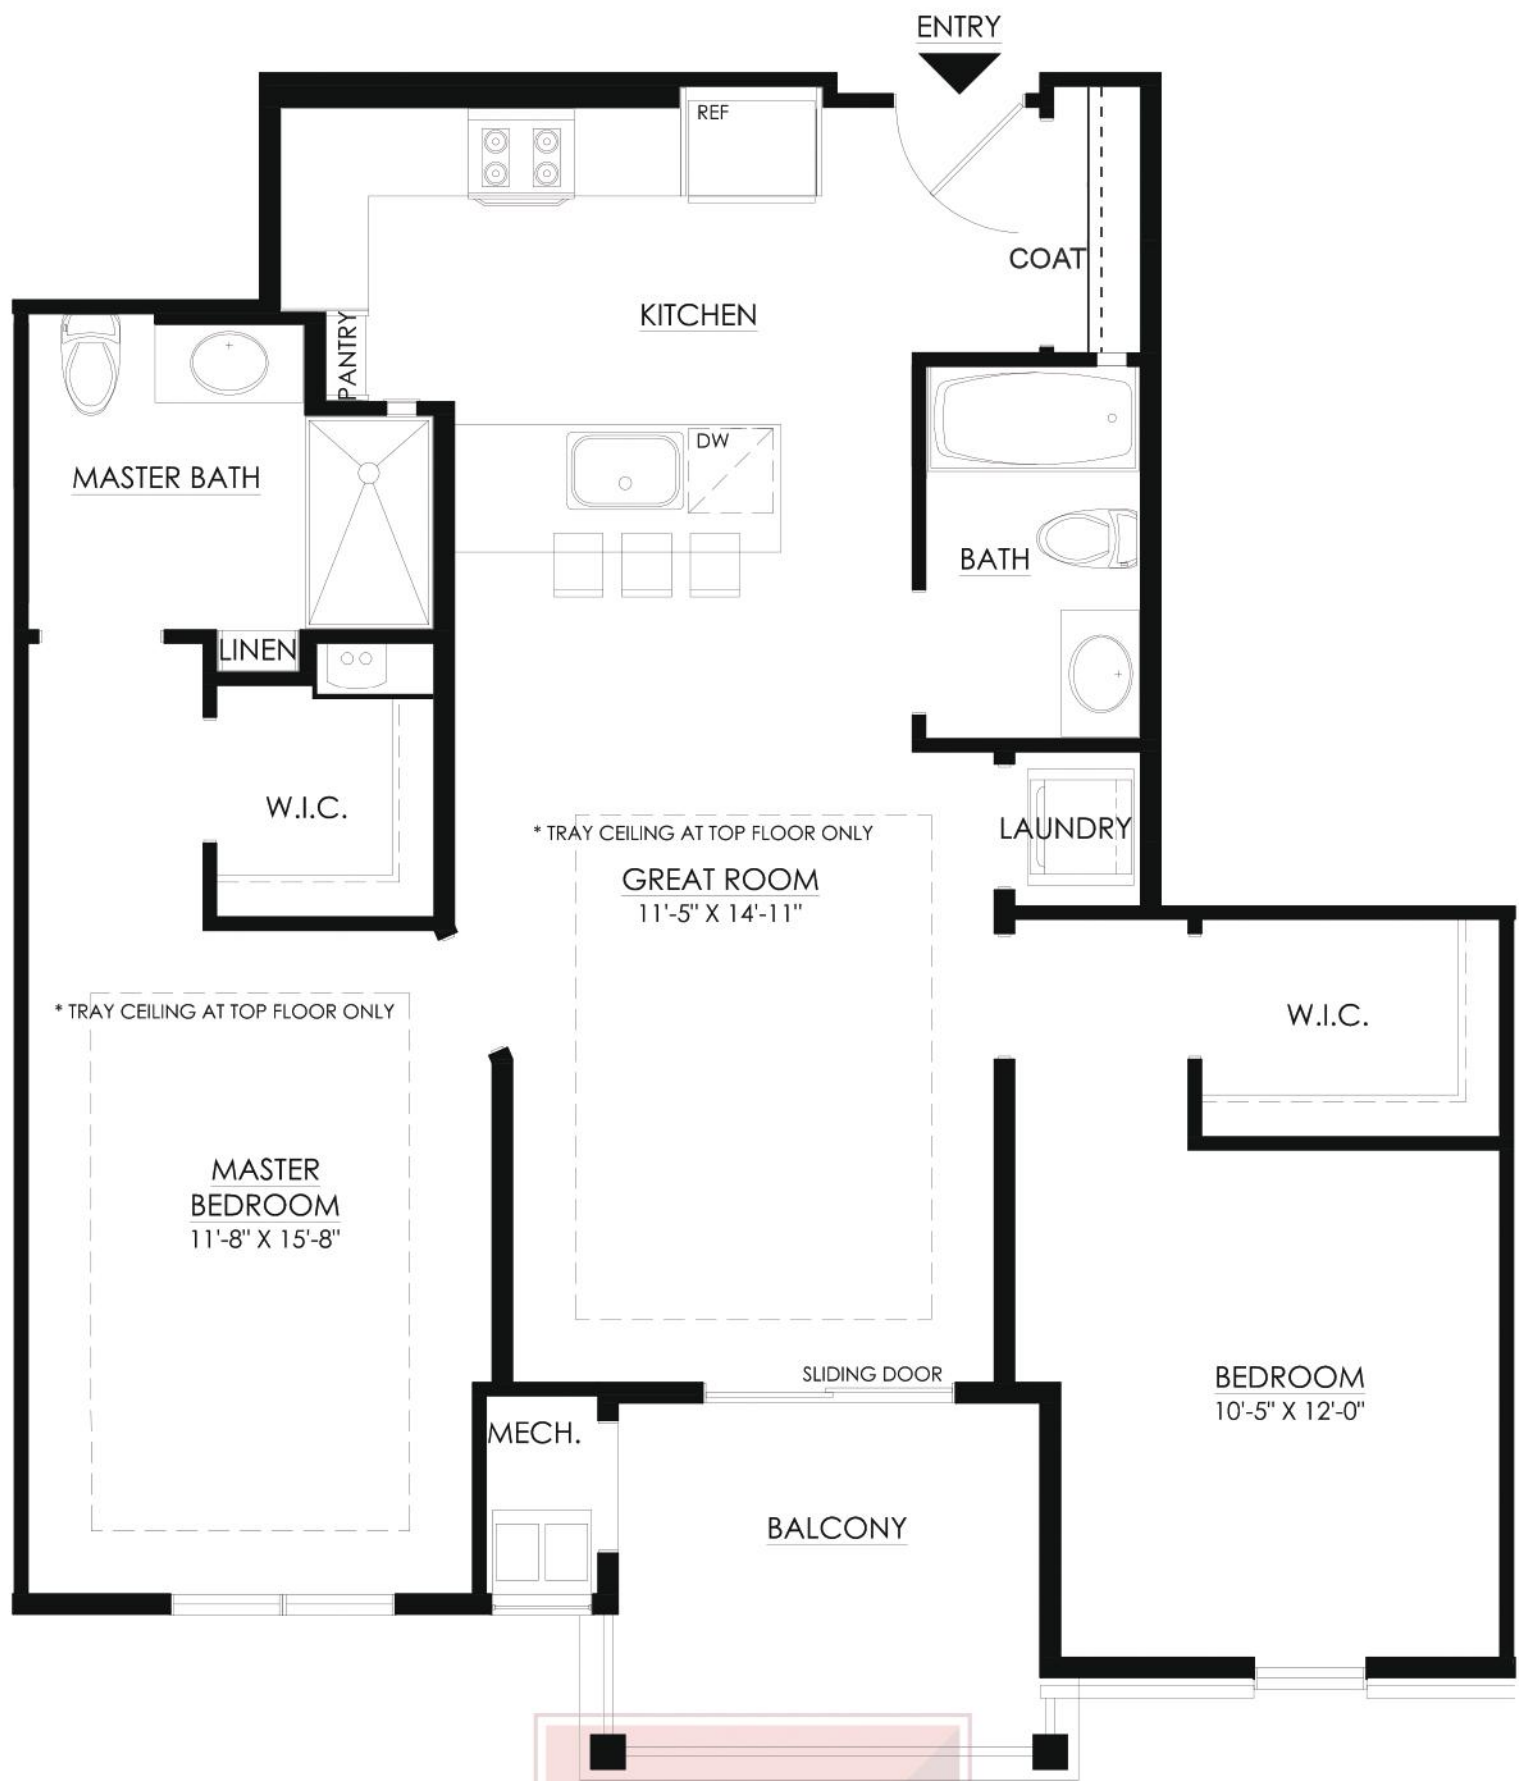 ENTRY
REF
COAT
KITCHEN
PANTRY
DW
MASTER BATH
BATH
LINEN
W.I.C.
LAUNDRY
* TRAY CEILING AT TOP FLOOR ONLY
GREAT ROOM
11'-5" X 14'-11"
* TRAY CEILING AT TOP FLOOR ONLY
W.I.C.
MASTER
BEDROOM
11'-8" X 15'-8"
SLIDING DOOR
BEDROOM
10'-5" X 12'-0"
MECH.
BALCONY